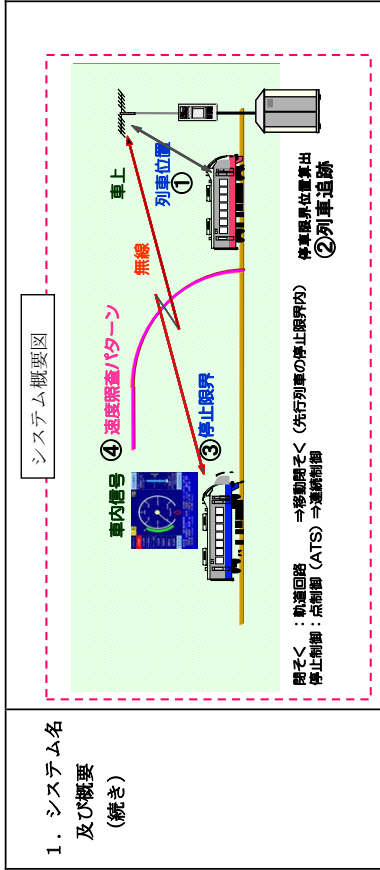 1．システム名
及び概要
（続き）
システム概要図
④ 速度照査パターン
車内信号
無線
車上
列車位置
①
③停止限界
停車限界位置算出
②列車追跡
閉そく　：軌道回路　⇒移動閉そく（先行列車の停止限界内）
停止制御：点制御（ATS）⇒連続制御